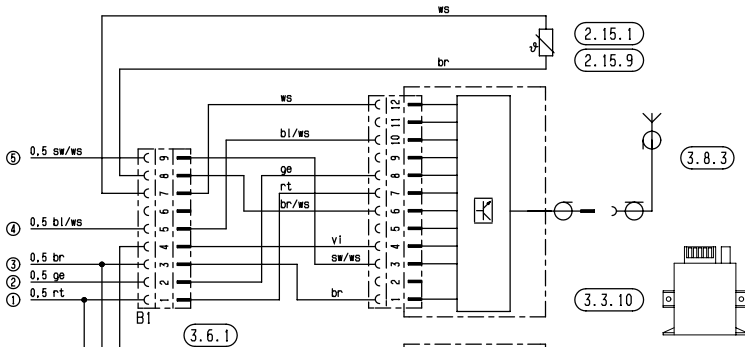 ws
2.15.1
ϑ
br
2.15.9
ws
12
11
bl/ws
10
5 0,5 sw/ws
9
9
3.8.3
8
ge
8
7
rt
7
6
br/ws
6
4 0,5 bl/ws
5
5
4
vi
4
3 0,5 br
3
sw/ws
3
2 0,5 ge
2
2
1 0,5 rt
1
br
1
3.3.10
B1
3.6.1